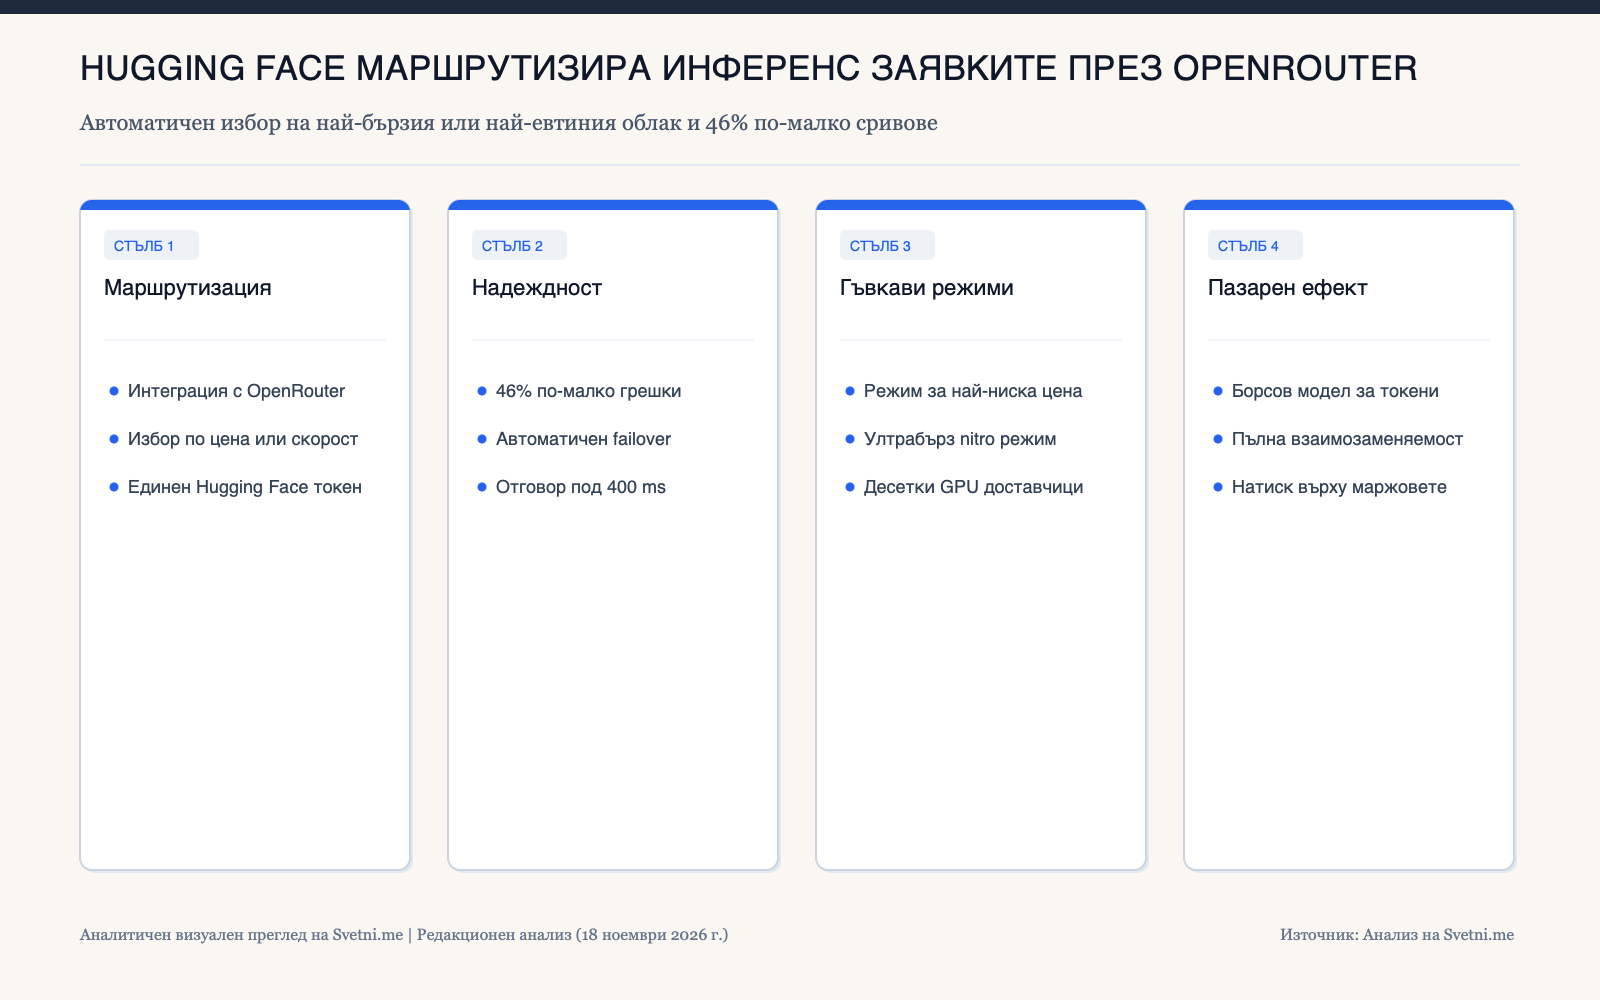 HUGGING FACE МАРШРУТИЗИРА ИНФЕРЕНС ЗАЯВКИТЕ ПРЕЗ OPENROUTER
Автоматичен избор на най-бързия или най-евтиния облак и 46% по-малко сривове
СТЪЛБ 1
Маршрутизация
Интеграция с OpenRouter
Избор по цена или скорост
Единен Hugging Face токен
СТЪЛБ 2
Надеждност
46% по-малко грешки
Автоматичен failover
Отговор под 400 ms
СТЪЛБ 3
Гъвкави режими
Режим за най-ниска цена
Ултрабърз nitro режим
Десетки GPU доставчици
СТЪЛБ 4
Пазарен ефект
Борсов модел за токени
Пълна взаимозаменяемост
Натиск върху маржовете
Аналитичен визуален преглед на Svetni.me | Редакционен анализ (18 ноември 2026 г.)
Източник: Анализ на Svetni.me